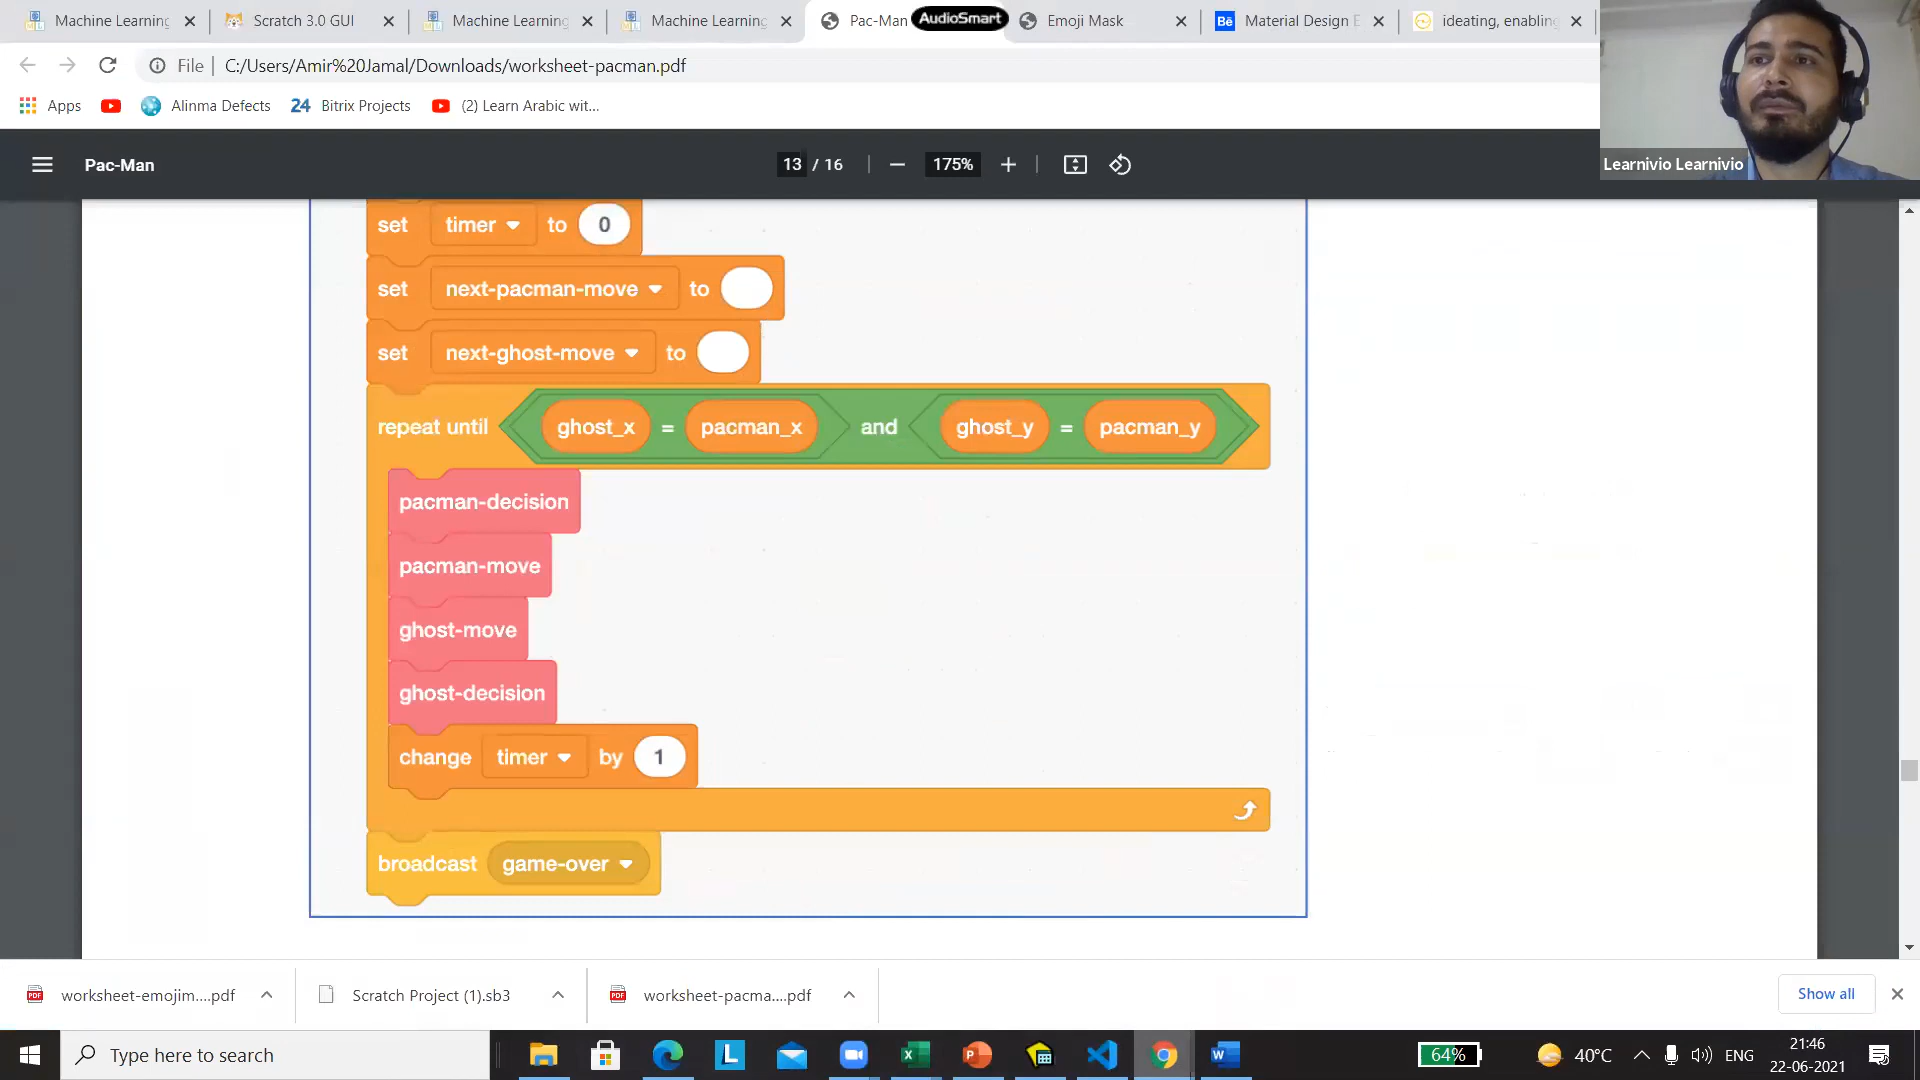 Machine Learning
Scratch 3.0 GUI
Machine Learning
Machine Learning
Pac-Man
AudioSmart
Emoji Mask
Bē
Material Design E
ideating, enabling
File
C:/Users/Amir%20Jamal/Downloads/worksheet-pacman.pdf
Apps
Alinma Defects
24 Bitrix Projects
(2) Learn Arabic wit...
Learnivio Learnivio
Pac-Man
13 / 16
175%
set timer to 0
set next-pacman-move to
set next-ghost-move to
repeat until ghost_x = pacman_x and ghost_y = pacman_y
pacman-decision
pacman-move
ghost-move
ghost-decision
change timer by 1
broadcast game-over
PDF worksheet-emojim....pdf
Scratch Project (1).sb3
PDF worksheet-pacma....pdf
Show all
Type here to search
L
64%
40°C
ENG
21:46
22-06-2021